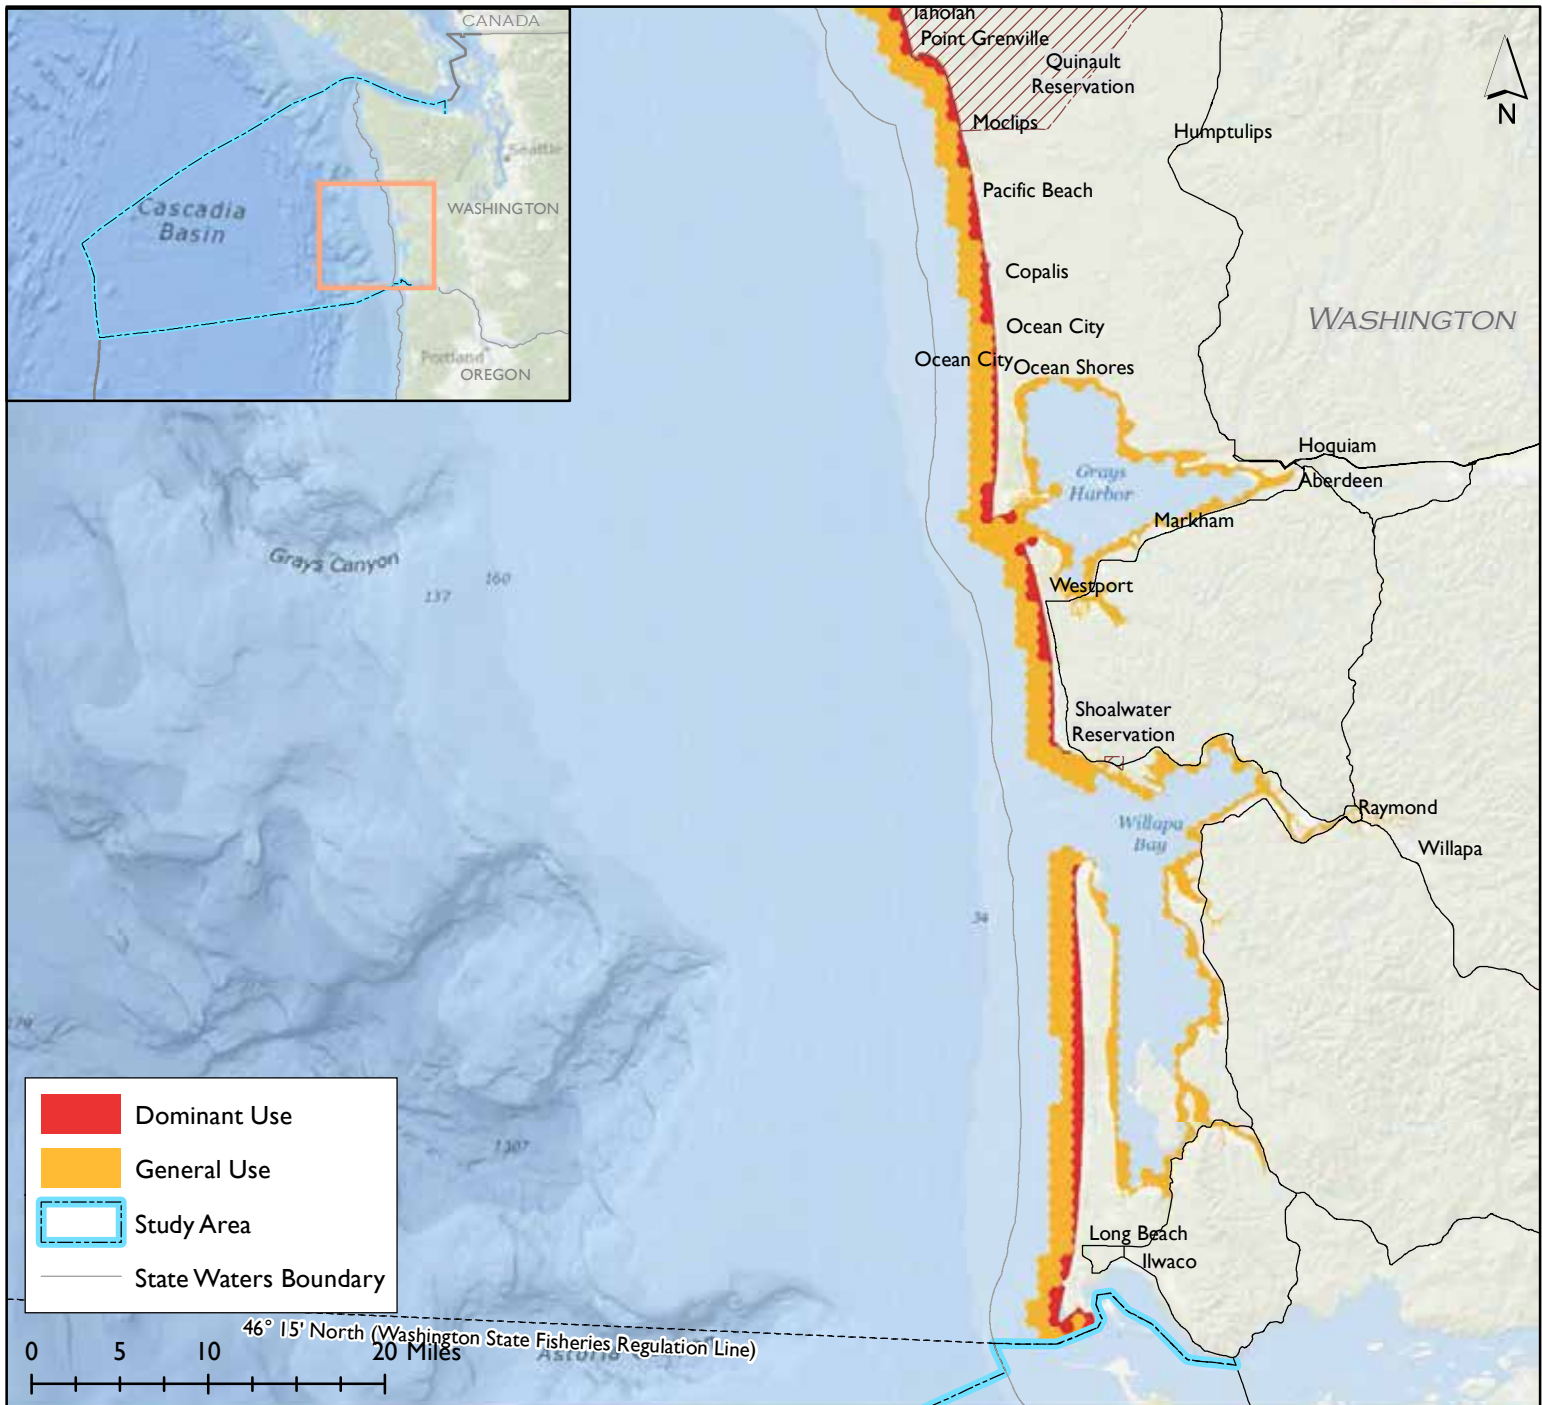 CANADA
Seattle
WASHINGTON
Cascadia
Basin
Portland
OREGON
Taholah
Point Grenville
Quinault
Reservation
Moclips
Humptulips
N
Pacific Beach
Copalis
Ocean City
WASHINGTON
Ocean City
Ocean Shores
Hoquiam
Grays
Harbor
Aberdeen
Markham
Grays Canyon
160
137
Westport
Shoalwater
Reservation
Raymond
Willapa
Bay
Willapa
34
1307
Long Beach
Ilwaco
Dominant Use
General Use
Study Area
State Waters Boundary
46° 15' North (Washington State Fisheries Regulation Line)
0 5 10 20 Miles